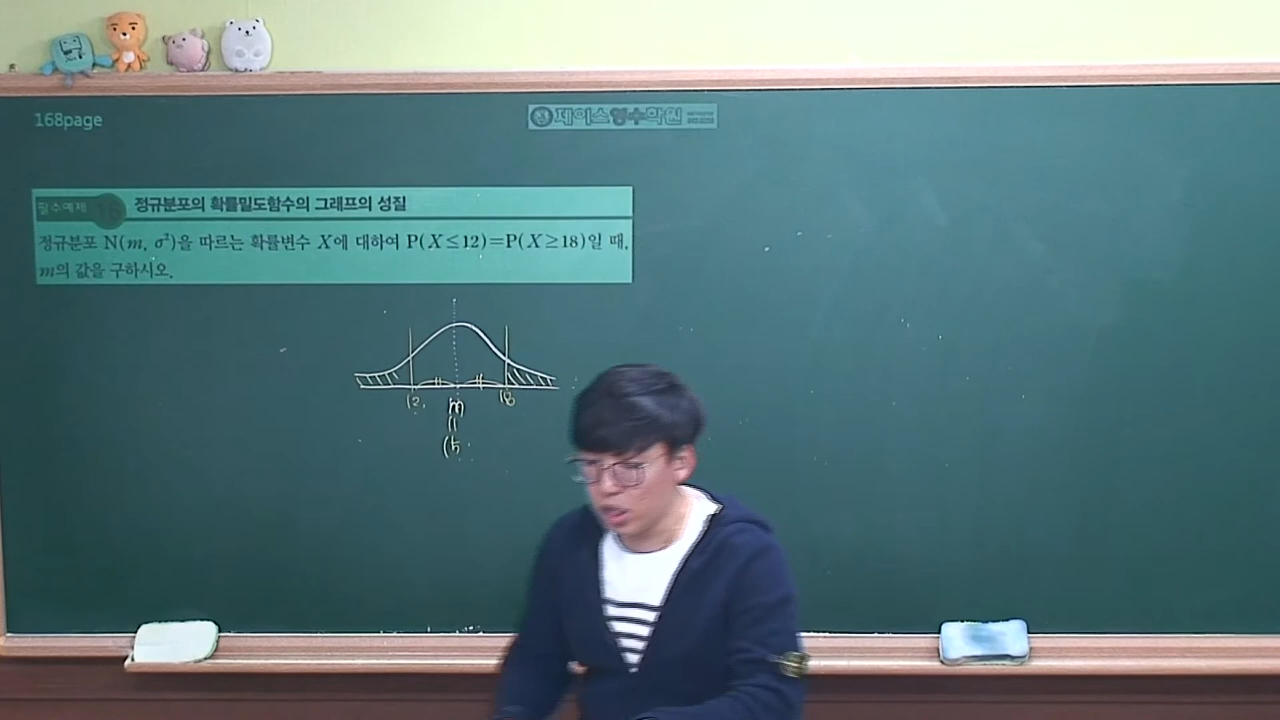 168page
제이스영수학원
필수예제 16 정규분포의 확률밀도함수의 그래프의 성질
정규분포 N(m, σ²)을 따르는 확률변수 X에 대하여 P(X≤12)=P(X≥18)일 때,
m의 값을 구하시오.
12 m 18
15